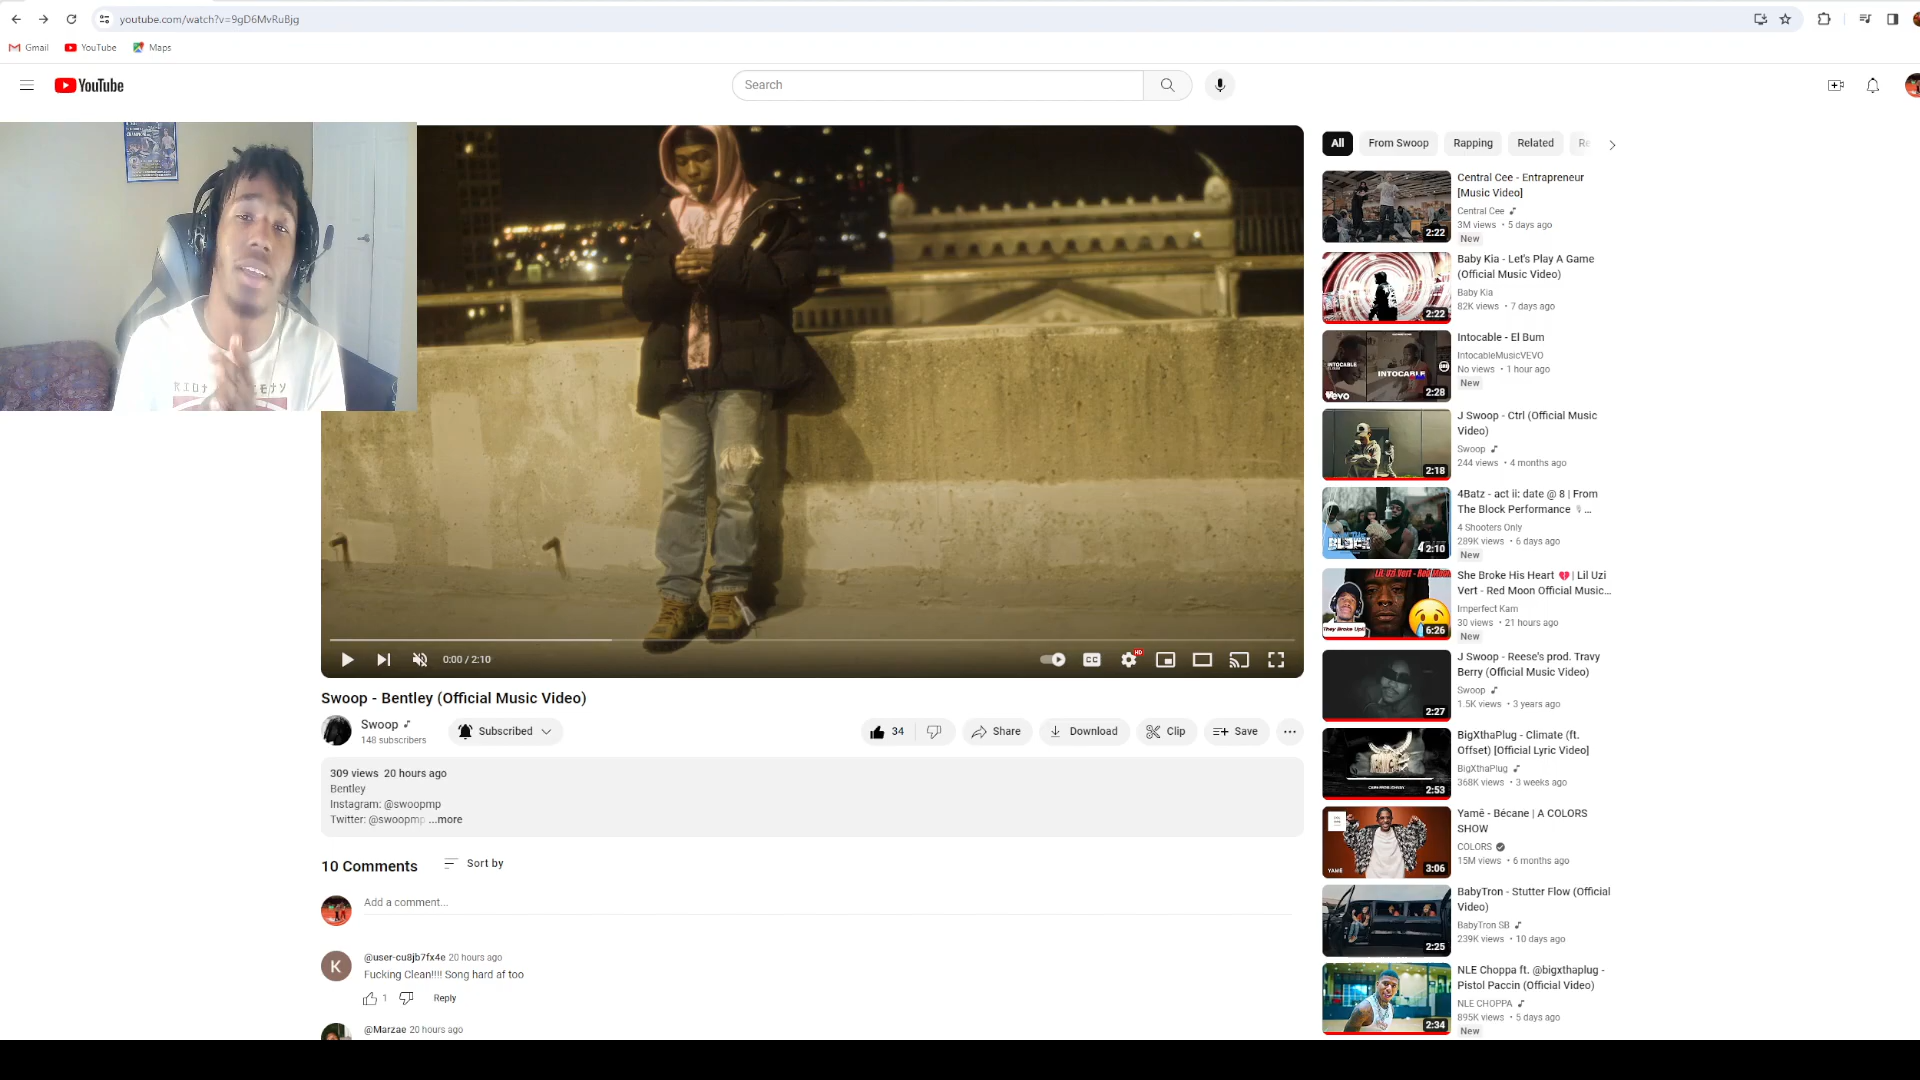 youtube.com/watch?v=9gD6MvRuBjg
Gmail
YouTube
Maps
YouTube
Search
0:00 / 2:10
CC
HD
Swoop - Bentley (Official Music Video)
Swoop
148 subscribers
Subscribed
34
Share
Download
Clip
Save
309 views 20 hours ago
Bentley
Instagram: @swoopmp
Twitter: @swoopmp ...more
10 Comments
Sort by
Add a comment...
K
@user-cu8jb7fx4e 20 hours ago
Fucking Clean!!!! Song hard af too
1
Reply
@Marzae 20 hours ago
All
From Swoop
Rapping
Related
Re
Central Cee - Entrapreneur
[Music Video]
Central Cee
3M views • 5 days ago
New
2:22
Baby Kia - Let's Play A Game
(Official Music Video)
Baby Kia
82K views • 7 days ago
2:22
Intocable - El Bum
IntocableMusicVEVO
No views • 1 hour ago
New
INTOCABLE
INTOCABLE
vevo
2:28
J Swoop - Ctrl (Official Music
Video)
Swoop
244 views • 4 months ago
2:18
4Batz - act ii: date @ 8 | From
The Block Performance 🎙...
4 Shooters Only
289K views • 6 days ago
New
BLOCK
2:10
She Broke His Heart 💔| Lil Uzi
Vert - Red Moon Official Music...
Imperfect Kam
30 views • 21 hours ago
New
They Broke Up!
6:26
J Swoop - Reese's prod. Travy
Berry (Official Music Video)
Swoop
1.5K views • 3 years ago
2:27
BigXthaPlug - Climate (ft.
Offset) [Official Lyric Video]
BigXthaPlug
368K views • 3 weeks ago
2:53
Yamê - Bécane | A COLORS
SHOW
COLORS
15M views • 6 months ago
YAMÊ
3:06
BabyTron - Stutter Flow (Official
Video)
BabyTron SB
239K views • 10 days ago
2:25
NLE Choppa ft. @bigxthaplug -
Pistol Paccin (Official Video)
NLE CHOPPA
895K views • 5 days ago
New
2:34